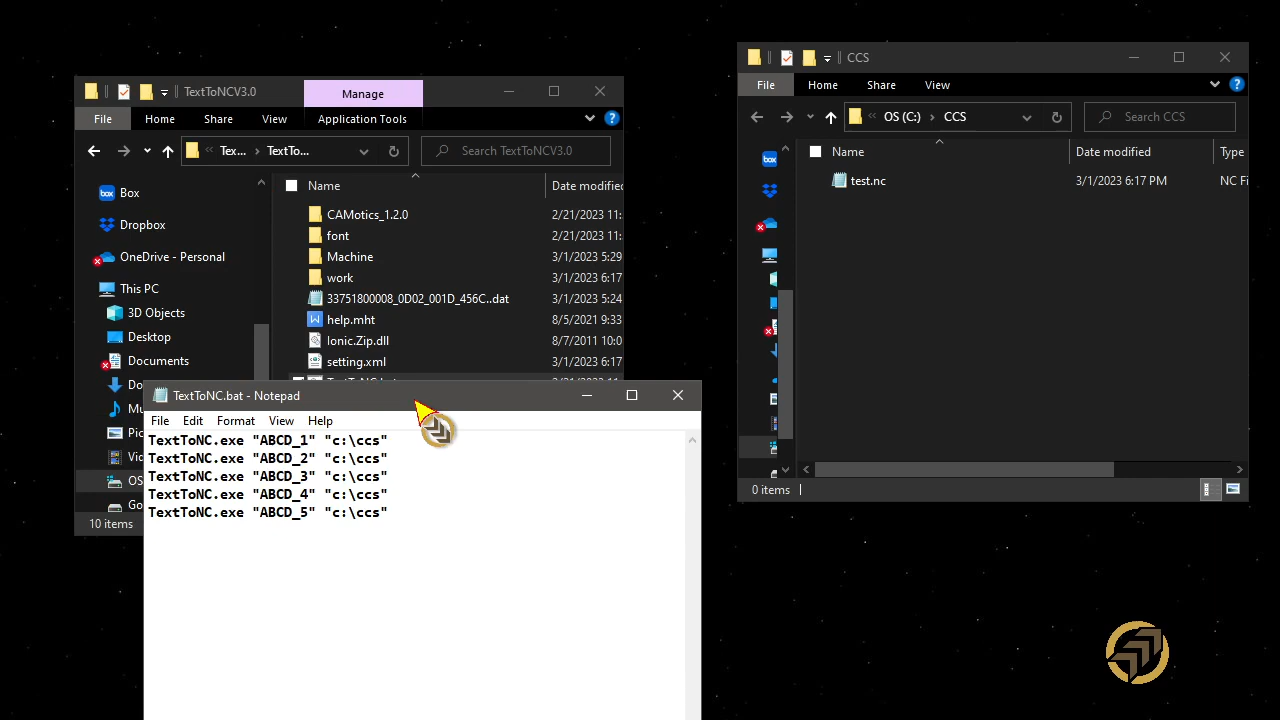 TextToNCV3.0
Manage
File Home Share View Application Tools
Tex... TextTo...
Search TextToNCV3.0
Box
Dropbox
OneDrive - Personal
This PC
3D Objects
Desktop
Documents
Name Date modified
CAMotics_1.2.0 2/21/2023 11:
font 2/21/2023 11:
Machine 3/1/2023 5:29
work 3/1/2023 6:17
33751800008_0D02_001D_456C..dat 3/1/2023 5:24
help.mht 8/5/2021 9:33
Ionic.Zip.dll 8/7/2011 10:0
setting.xml 3/1/2023 6:17
10 items
TextToNC.bat - Notepad
File Edit Format View Help
TextToNC.exe "ABCD_1" "c:\ccs"
TextToNC.exe "ABCD_2" "c:\ccs"
TextToNC.exe "ABCD_3" "c:\ccs"
TextToNC.exe "ABCD_4" "c:\ccs"
TextToNC.exe "ABCD_5" "c:\ccs"
CCS
File Home Share View
OS (C:) CCS
Search CCS
Name Date modified Type
test.nc 3/1/2023 6:17 PM NC Fi
0 items